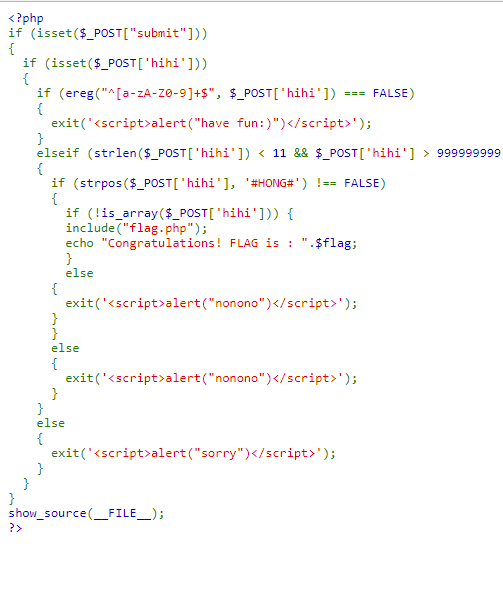 <?php
if (isset($_POST["submit"]))
{
  if (isset($_POST['hihi']))
  {
    if (ereg("^[a-zA-Z0-9]+$", $_POST['hihi']) === FALSE)
    {
      exit('<script>alert("have fun:)")</script>');
    }
    elseif (strlen($_POST['hihi']) < 11 && $_POST['hihi'] > 999999999
    {
      if (strpos($_POST['hihi'], '#HONG#') !== FALSE)
      {
        if (!is_array($_POST['hihi'])) {
        include("flag.php");
        echo "Congratulations! FLAG is : ".$flag;
        }
        else
      {
        exit('<script>alert("nonono")</script>');
      }
      }
      else
      {
        exit('<script>alert("nonono")</script>');
      }
    }
    else
    {
      exit('<script>alert("sorry")</script>');
    }
  }
}
show_source(__FILE__);
?>